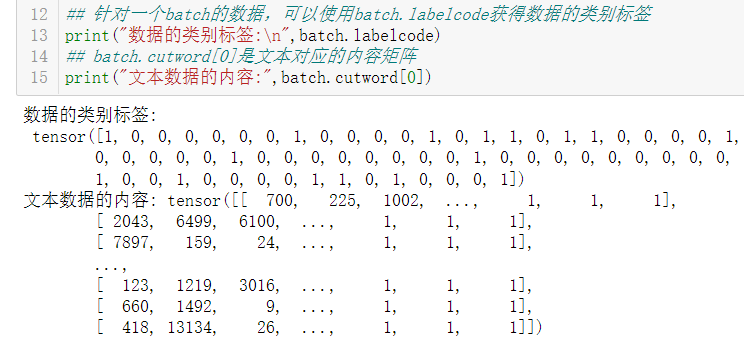 12 ## 针对一个batch的数据，可以使用batch.labelcode获得数据的类别标签
13 print("数据的类别标签:\n",batch.labelcode)
14 ## batch.cutword[0]是文本对应的内容矩阵
15 print("文本数据的内容:",batch.cutword[0])
数据的类别标签:
tensor([1, 0, 0, 0, 0, 0, 0, 1, 0, 0, 0, 0, 1, 0, 1, 1, 0, 1, 1, 0, 0, 0, 0, 1,
0, 0, 0, 0, 0, 1, 0, 0, 0, 0, 0, 0, 0, 0, 1, 0, 0, 0, 0, 0, 0, 0, 0, 0,
1, 0, 0, 1, 0, 0, 0, 0, 1, 1, 0, 1, 0, 0, 0, 1])
文本数据的内容: tensor([[ 700, 225, 1002, ..., 1, 1, 1],
[ 2043, 6499, 6100, ..., 1, 1, 1],
[ 7897, 159, 24, ..., 1, 1, 1],
...,
[ 123, 1219, 3016, ..., 1, 1, 1],
[ 660, 1492, 9, ..., 1, 1, 1],
[ 418, 13134, 26, ..., 1, 1, 1]])